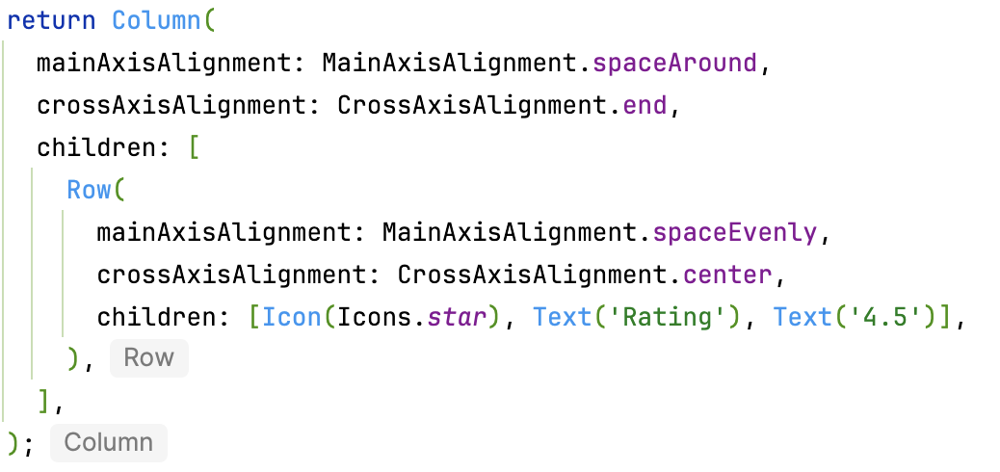 return Column(
mainAxisAlignment: MainAxisAlignment.spaceAround,
crossAxisAlignment: CrossAxisAlignment.end,
children: [
Row(
mainAxisAlignment: MainAxisAlignment.spaceEvenly,
crossAxisAlignment: CrossAxisAlignment.center,
children: [Icon(Icons.star), Text('Rating'), Text('4.5')],
), Row
],
); Column